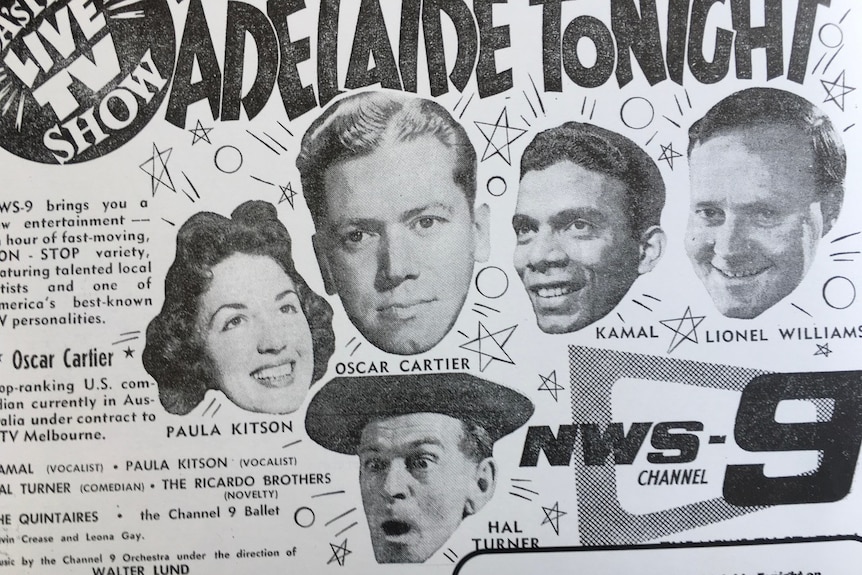 LIVE
TV
SHOW
ADELAIDE TONIGHT
brings you a
entertainment —
hour of fast-moving,
- STOP variety,
talented local
and one of
best-known
personalities.
* Oscar Cartier *
U.S. com-
currently in Aus-
under contract to
TV Melbourne.
(VOCALIST) • PAULA KITSON (VOCALIST)
TURNER (COMEDIAN) • THE RICARDO BROTHERS
(NOVELTY)
QUINTAIRES • the Channel 9 Ballet
Crease and Leona Gay.
by the Channel 9 Orchestra under the direction of
WALTER LUND
PAULA KITSON
OSCAR CARTIER
KAMAL
LIONEL WILLIAMS
HAL
TURNER
NWS-9
CHANNEL